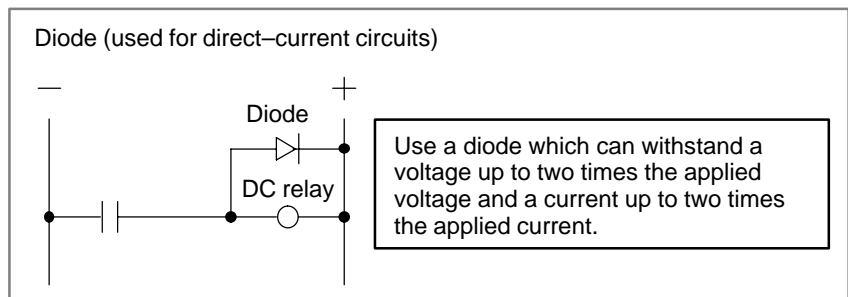 Diode (used for direct–current circuits)
− +
Diode
DC relay
Use a diode which can withstand a
voltage up to two times the applied
voltage and a current up to two times
the applied current.